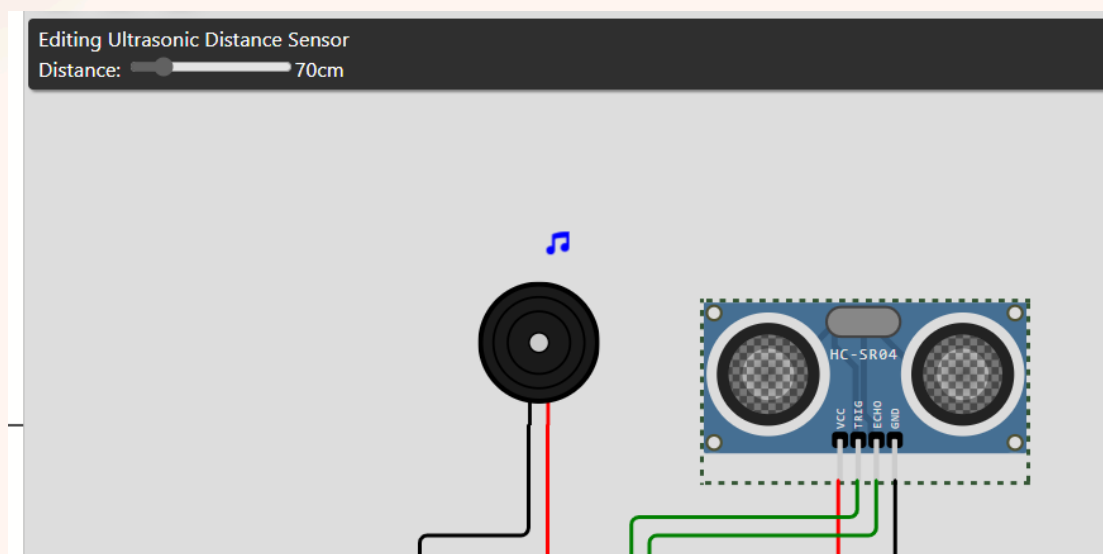 Editing Ultrasonic Distance Sensor
Distance: 70cm
HC-SR04
VCC
TRIG
ECHO
GND